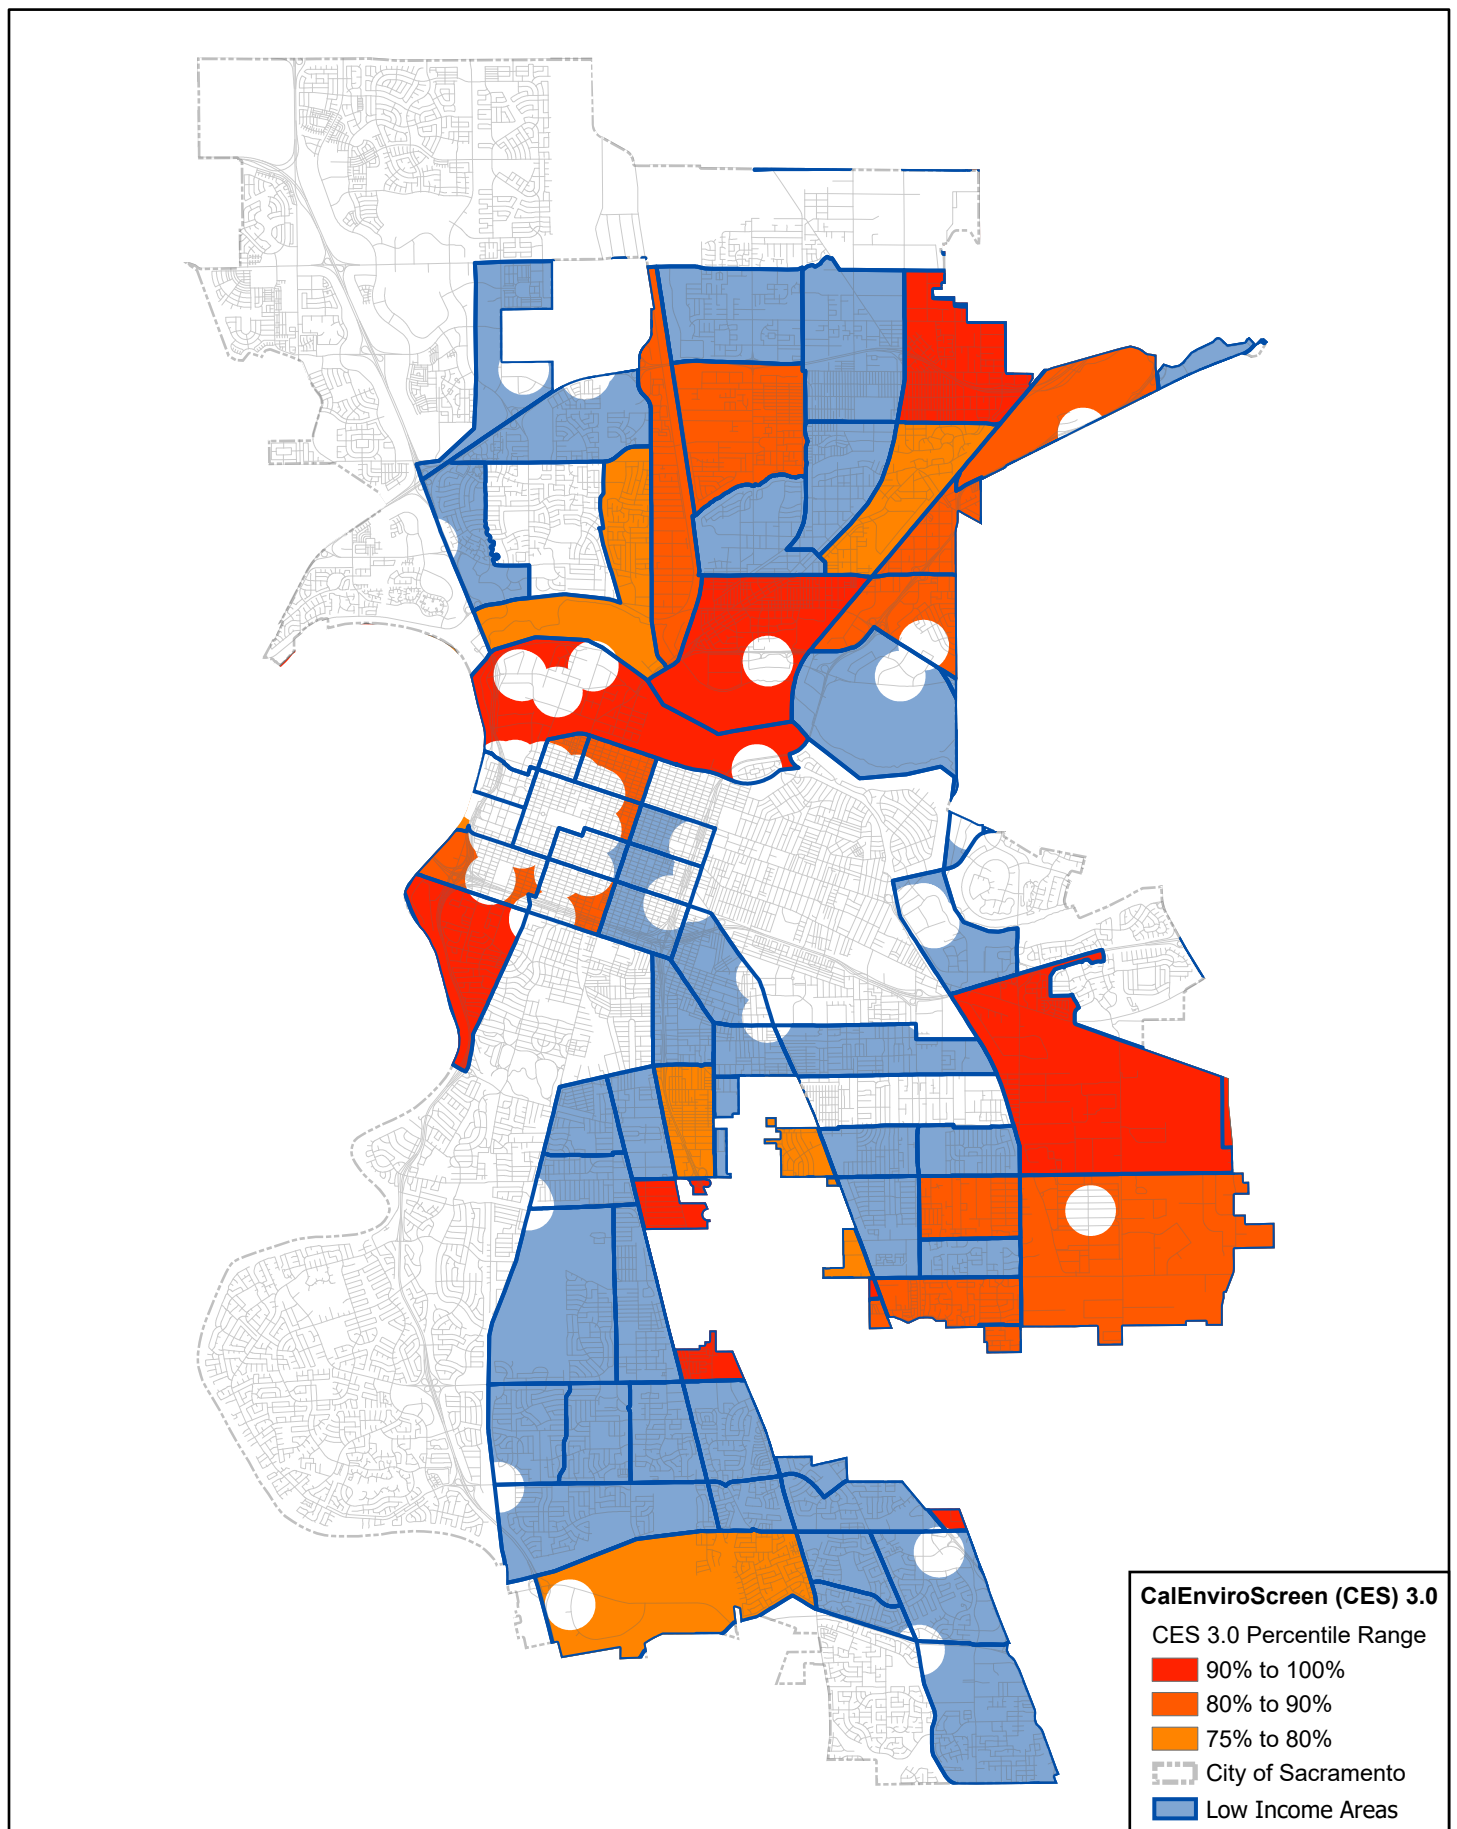 CalEnviroScreen (CES) 3.0
CES 3.0 Percentile Range
90% to 100%
80% to 90%
75% to 80%
City of Sacramento
Low Income Areas